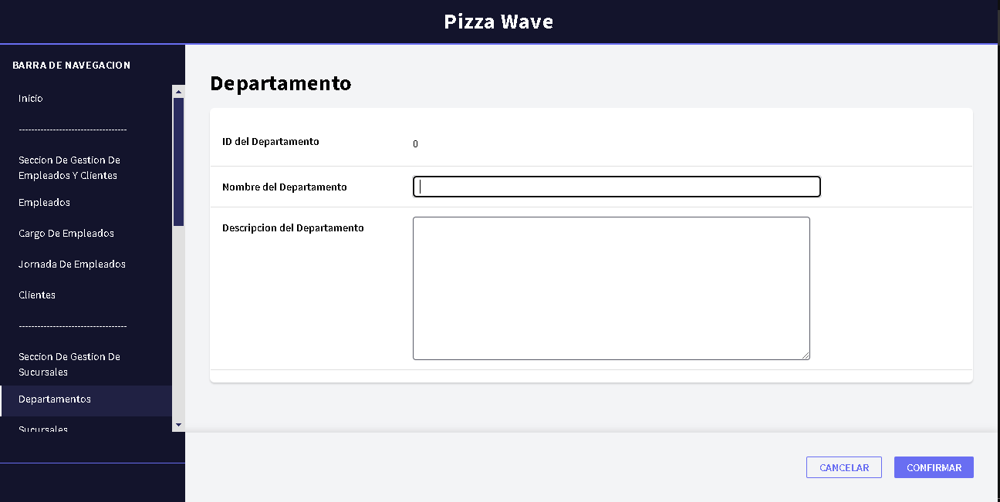 Pizza Wave
BARRA DE NAVEGACION
Inicio
-----------------------------------
Seccion De Gestion De
Empleados Y Clientes
Empleados
Cargo De Empleados
Jornada De Empleados
Clientes
-----------------------------------
Seccion De Gestion De
Sucursales
Departamentos
Sucursales
Departamento
ID del Departamento
0
Nombre del Departamento
Descripcion del Departamento
CANCELAR
CONFIRMAR